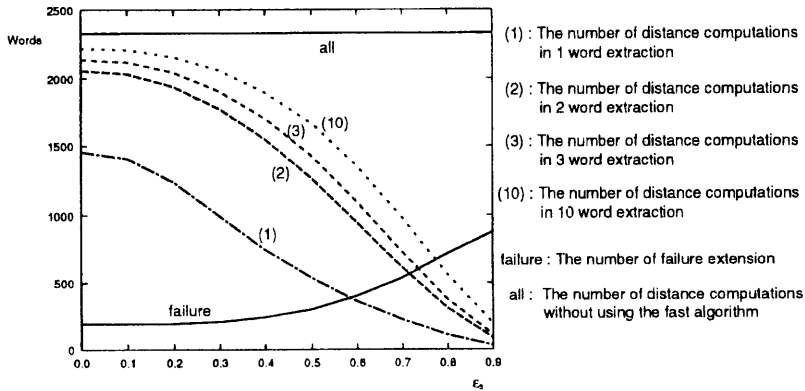 2500
Words
2000
1500
1000
500
0
0.0 0.1 0.2 0.3 0.4 0.5 0.6 0.7 0.8 0.9
ε₀
all
(10)
(3)
(2)
(1)
failure
(1) : The number of distance computations
in 1 word extraction
(2) : The number of distance computations
in 2 word extraction
(3) : The number of distance computations
in 3 word extraction
(10) : The number of distance computations
in 10 word extraction
failure : The number of failure extension
all : The number of distance computations
without using the fast algorithm